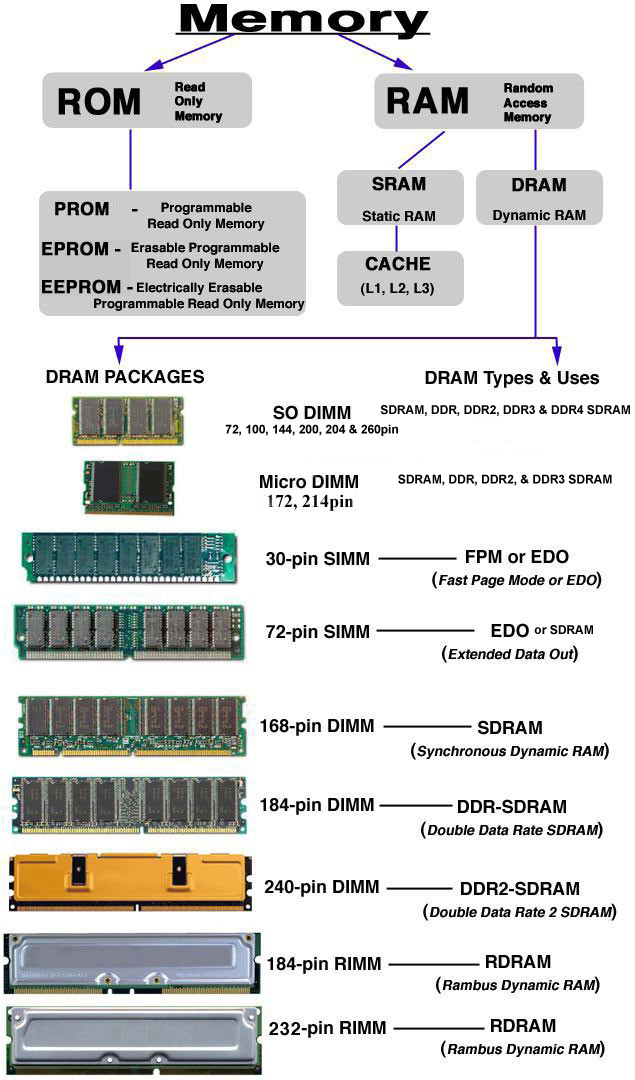 Memory
ROM Read Only Memory
RAM Random Access Memory
PROM - Programmable
Read Only Memory
EPROM - Erasable Programmable
Read Only Memory
EEPROM - Electrically Erasable
Programmable Read Only Memory
SRAM
Static RAM
DRAM
Dynamic RAM
CACHE
(L1, L2, L3)
DRAM PACKAGES
DRAM Types & Uses
SO DIMM
72, 100, 144, 200, 204 & 260pin
SDRAM, DDR, DDR2, DDR3 & DDR4 SDRAM
Micro DIMM
172, 214pin
SDRAM, DDR, DDR2, & DDR3 SDRAM
30-pin SIMM
FPM or EDO
(Fast Page Mode or EDO)
72-pin SIMM
EDO or SDRAM
(Extended Data Out)
168-pin DIMM
SDRAM
(Synchronous Dynamic RAM)
184-pin DIMM
DDR-SDRAM
(Double Data Rate SDRAM)
240-pin DIMM
DDR2-SDRAM
(Double Data Rate 2 SDRAM)
184-pin RIMM
RDRAM
(Rambus Dynamic RAM)
232-pin RIMM
RDRAM
(Rambus Dynamic RAM)